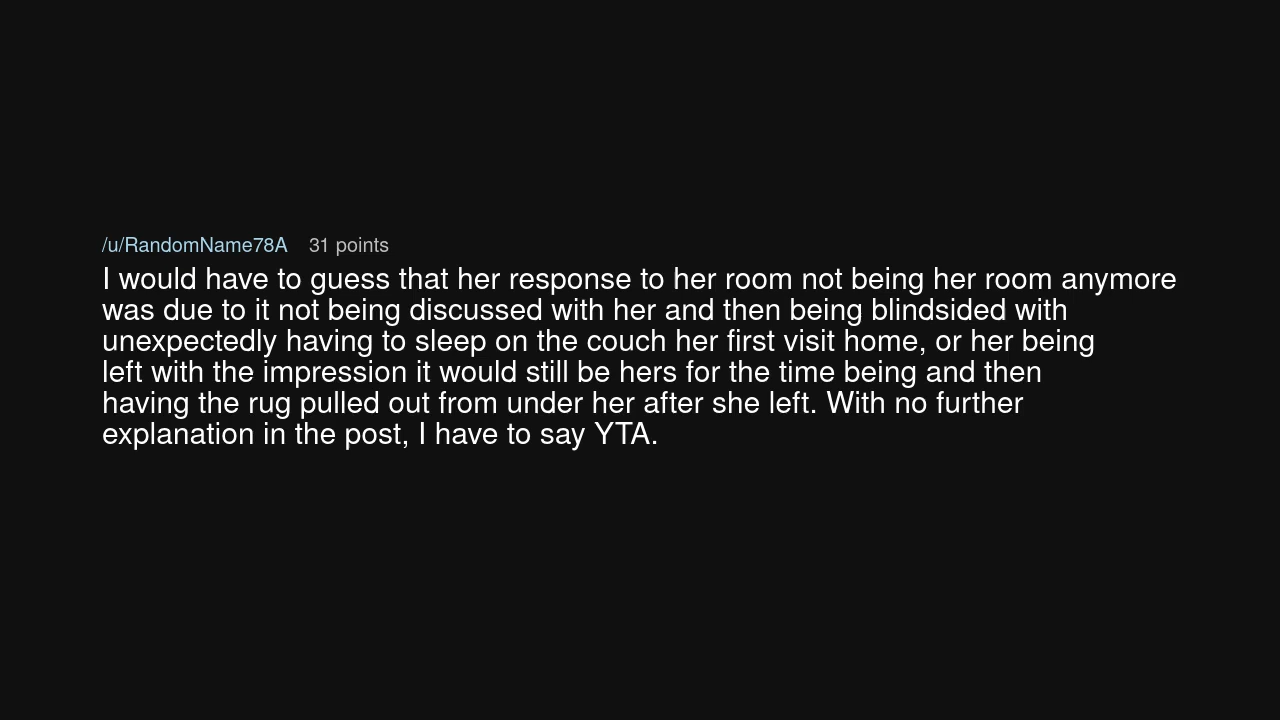 /u/RandomName78A 31 points
I would have to guess that her response to her room not being her room anymore
was due to it not being discussed with her and then being blindsided with
unexpectedly having to sleep on the couch her first visit home, or her being
left with the impression it would still be hers for the time being and then
having the rug pulled out from under her after she left. With no further
explanation in the post, I have to say YTA.